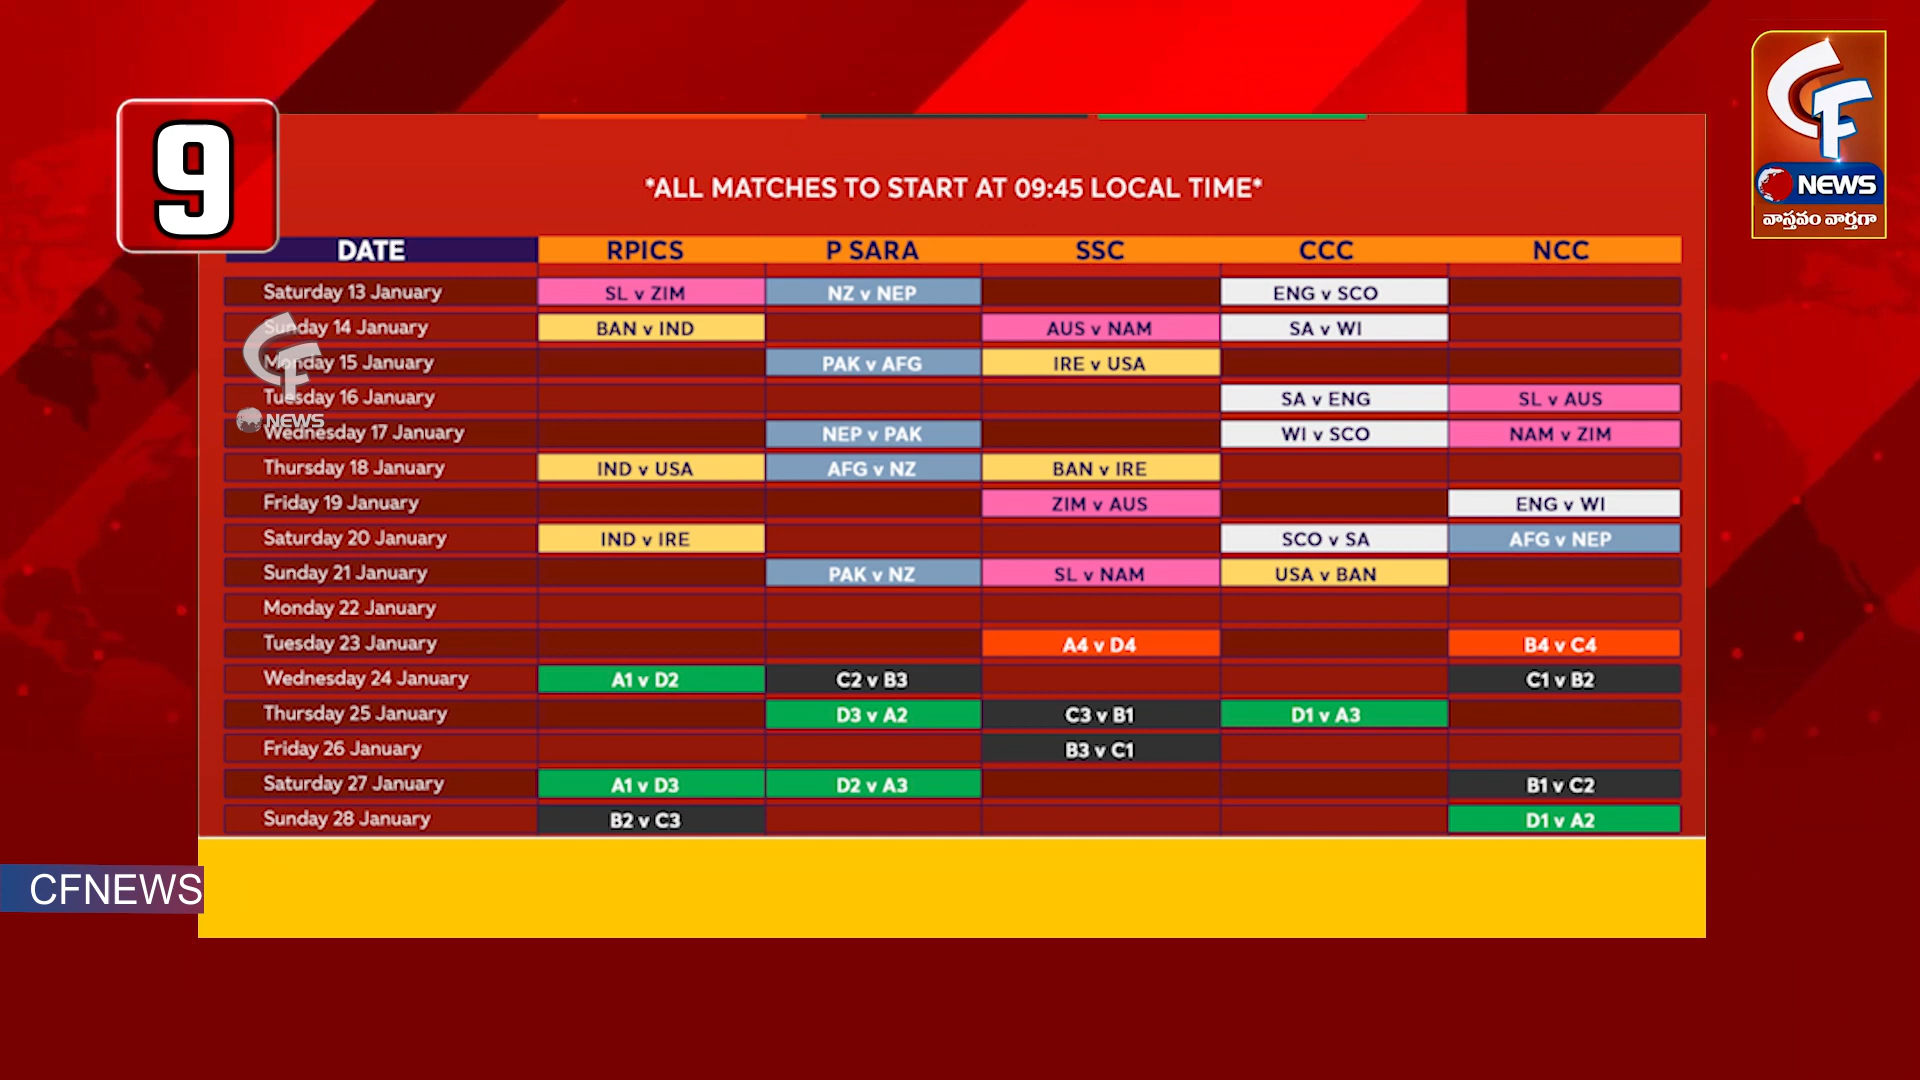 9
NEWS
వాస్తవం వార్తగా
*ALL MATCHES TO START AT 09:45 LOCAL TIME*
DATE RPICS P SARA SSC CCC NCC
Saturday 13 January SL v ZIM NZ v NEP ENG v SCO
Sunday 14 January BAN v IND AUS v NAM SA v WI
Monday 15 January PAK v AFG IRE v USA
Tuesday 16 January SA v ENG SL v AUS
NEWS
Wednesday 17 January NEP v PAK WI v SCO NAM v ZIM
Thursday 18 January IND v USA AFG v NZ BAN v IRE
Friday 19 January ZIM v AUS ENG v WI
Saturday 20 January IND v IRE SCO v SA AFG v NEP
Sunday 21 January PAK v NZ SL v NAM USA v BAN
Monday 22 January
Tuesday 23 January A4 v D4 B4 v C4
Wednesday 24 January A1 v D2 C2 v B3 C1 v B2
Thursday 25 January D3 v A2 C3 v B1 D1 v A3
Friday 26 January B3 v C1
Saturday 27 January A1 v D3 D2 v A3 B1 v C2
Sunday 28 January B2 v C3 D1 v A2
CFNEWS